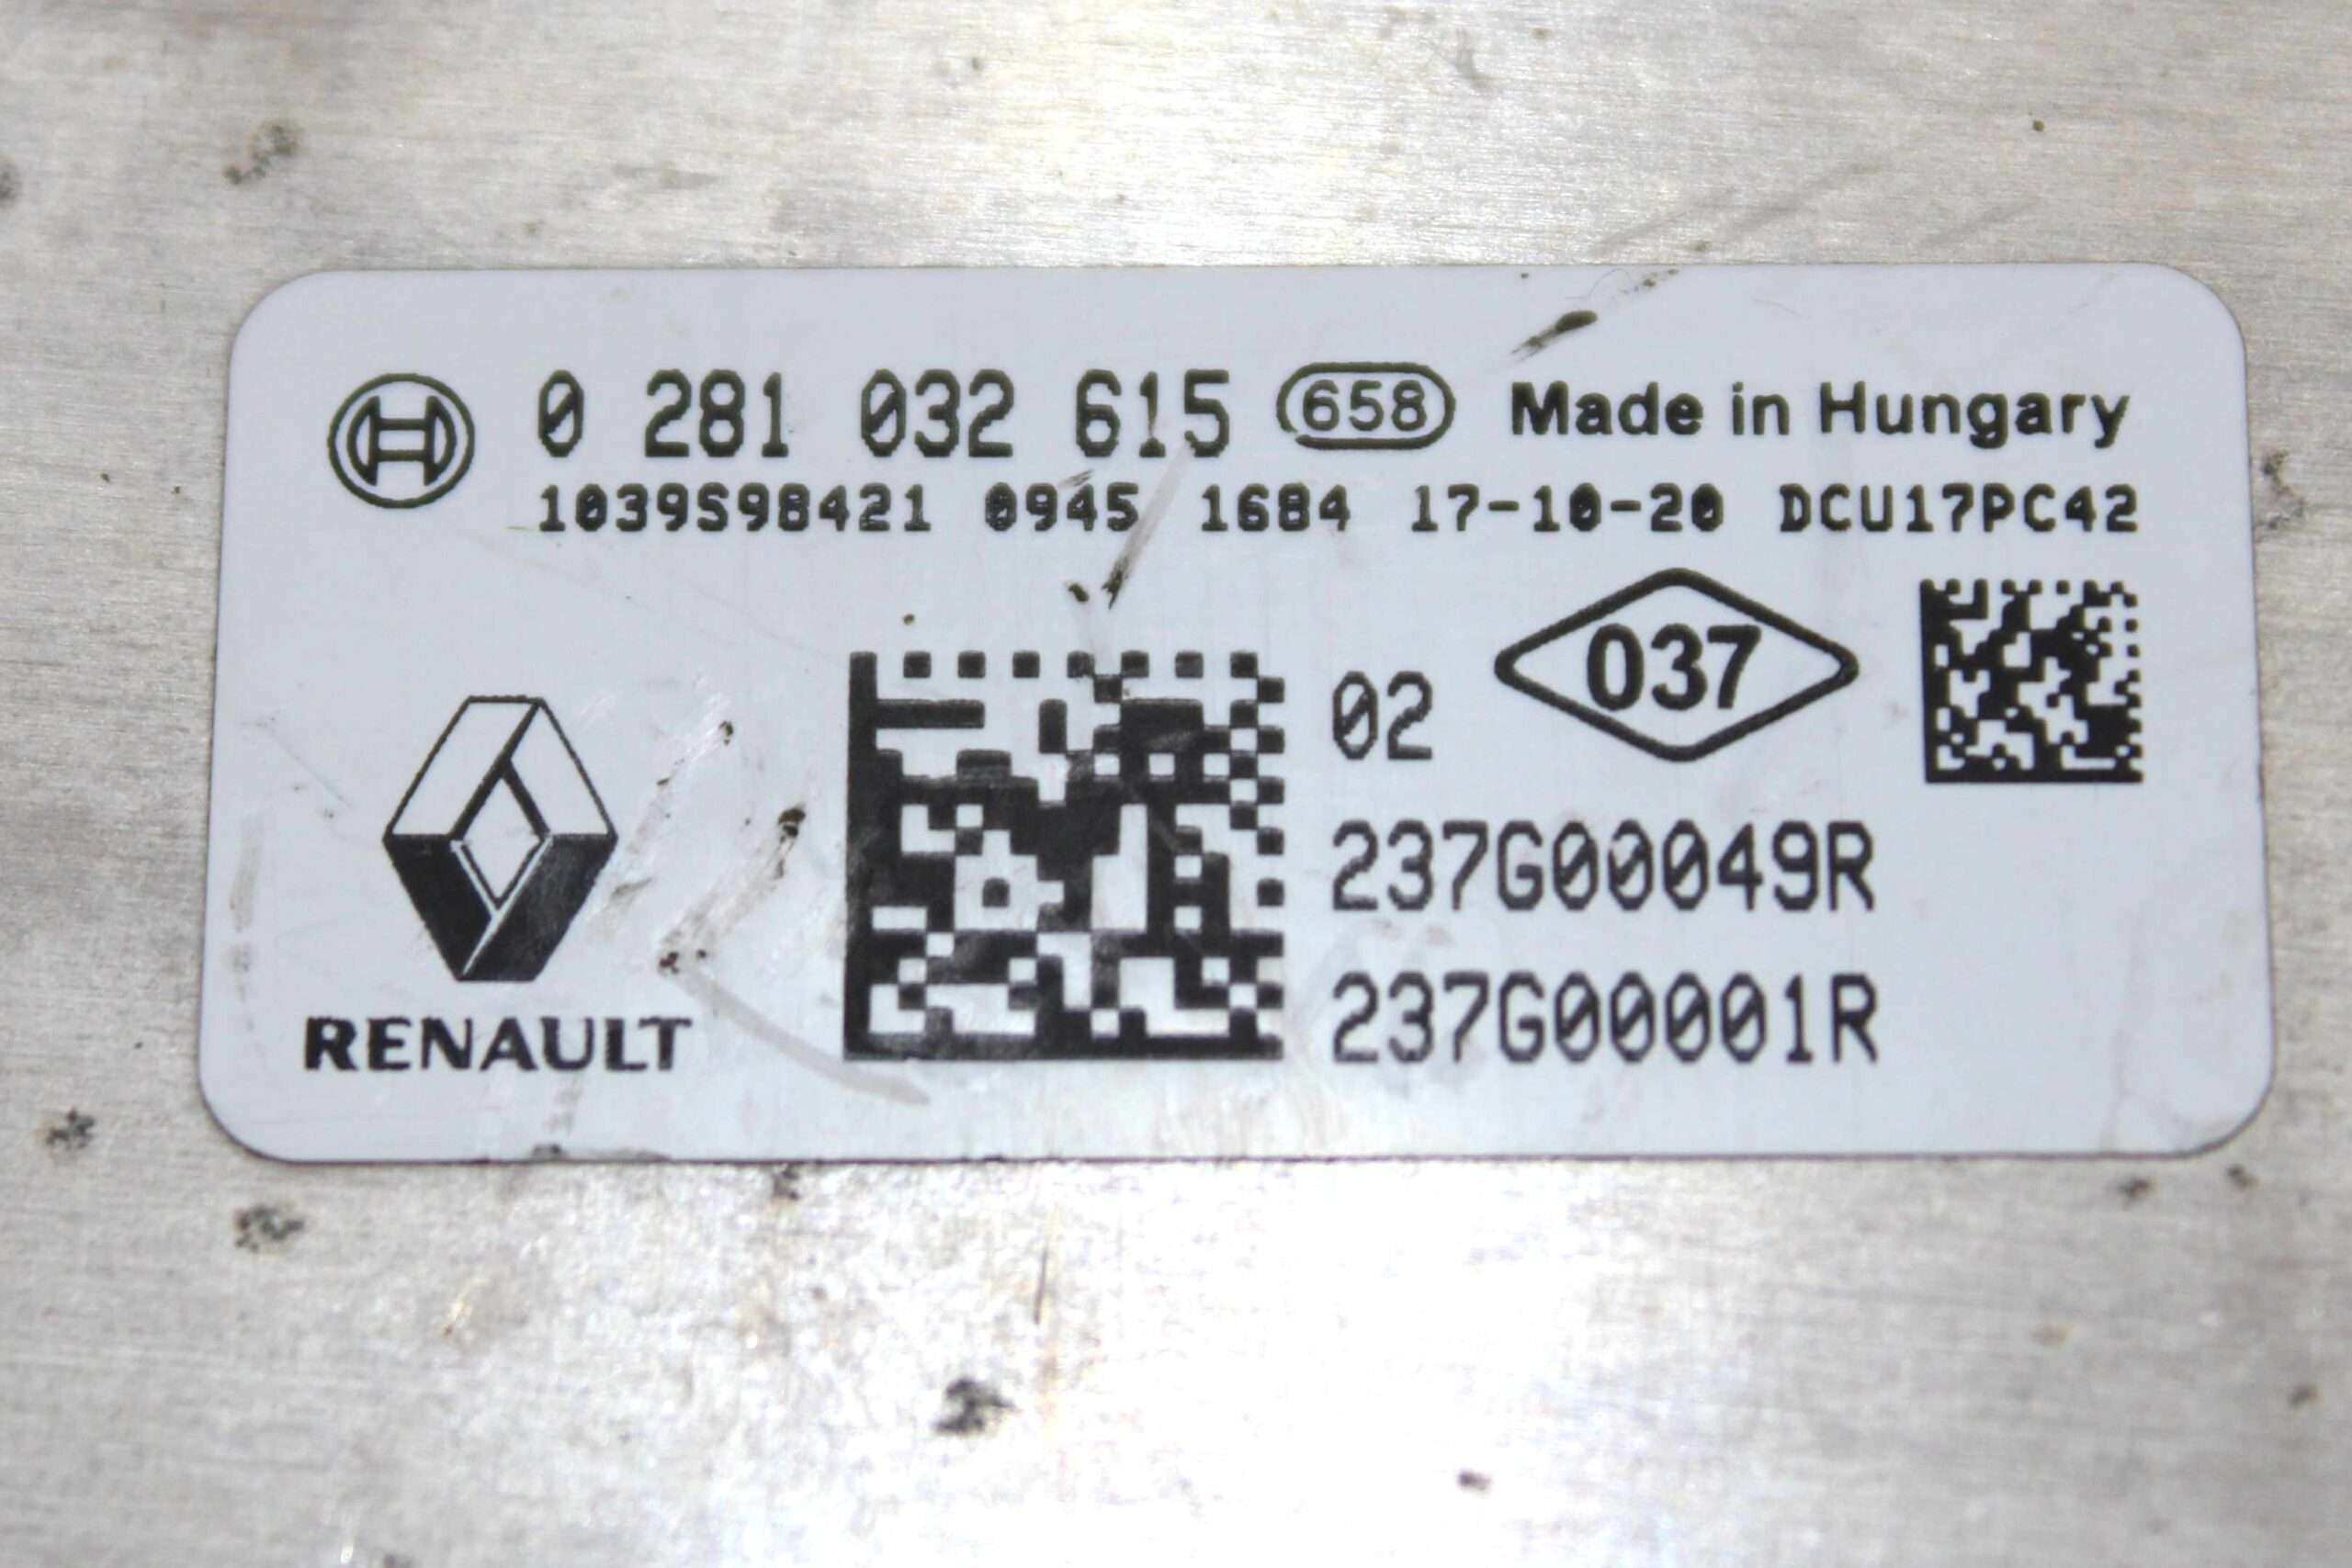 0 281 032 615 658 Made in Hungary
1039S98421 0945 1684 17-10-20 DCU17PC42
02 037
237G00049R
237G00001R
RENAULT